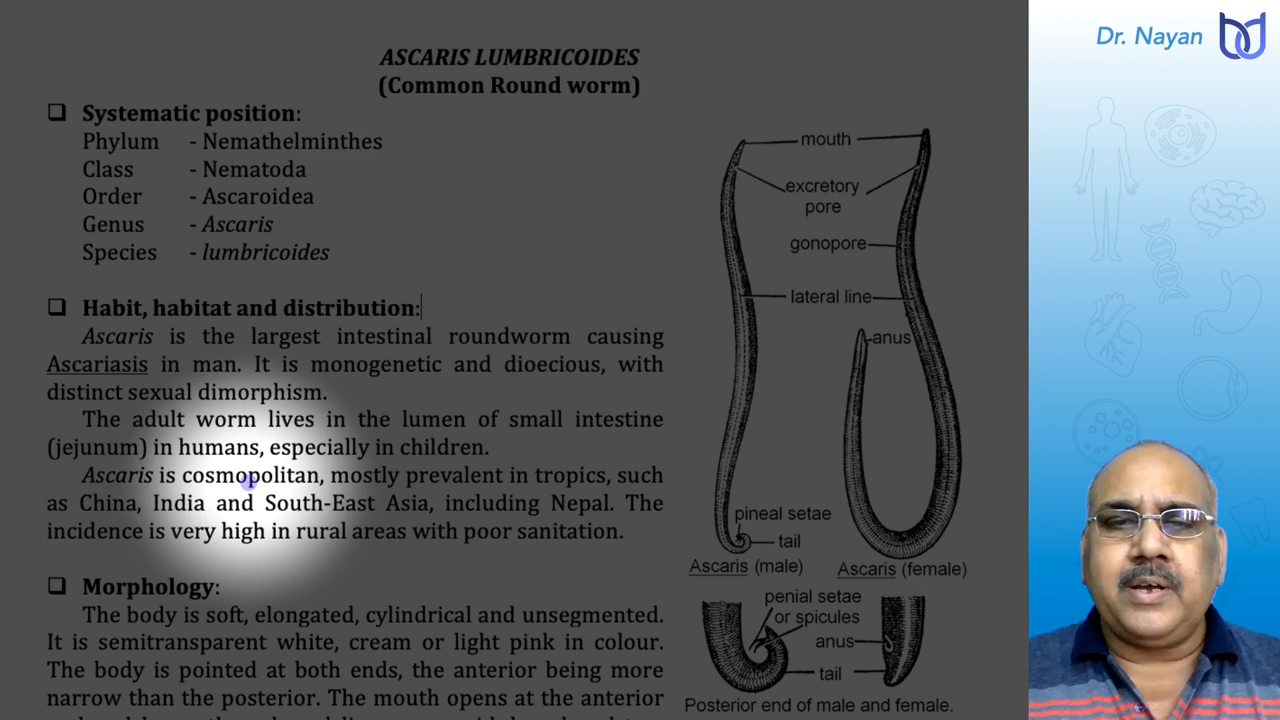 Dr. Nayan
ASCARIS LUMBRICOIDES
(Common Round worm)
❑ Systematic position:
Phylum - Nemathelminthes
Class - Nematoda
Order - Ascaroidea
Genus - Ascaris
Species - lumbricoides
❑ Habit, habitat and distribution:
Ascaris is the largest intestinal roundworm causing
Ascariasis in man. It is monogenetic and dioecious, with
distinct sexual dimorphism.
The adult worm lives in the lumen of small intestine
(jejunum) in humans, especially in children.
Ascaris is cosmopolitan, mostly prevalent in tropics, such
as China, India and South-East Asia, including Nepal. The
incidence is very high in rural areas with poor sanitation.
❑ Morphology:
The body is soft, elongated, cylindrical and unsegmented.
It is semitransparent white, cream or light pink in colour.
The body is pointed at both ends, the anterior being more
narrow than the posterior. The mouth opens at the anterior
mouth
excretory
pore
gonopore
lateral line
anus
pineal setae
tail
Ascaris (male)
Ascaris (female)
penial setae
or spicules
anus
tail
Posterior end of male and female.